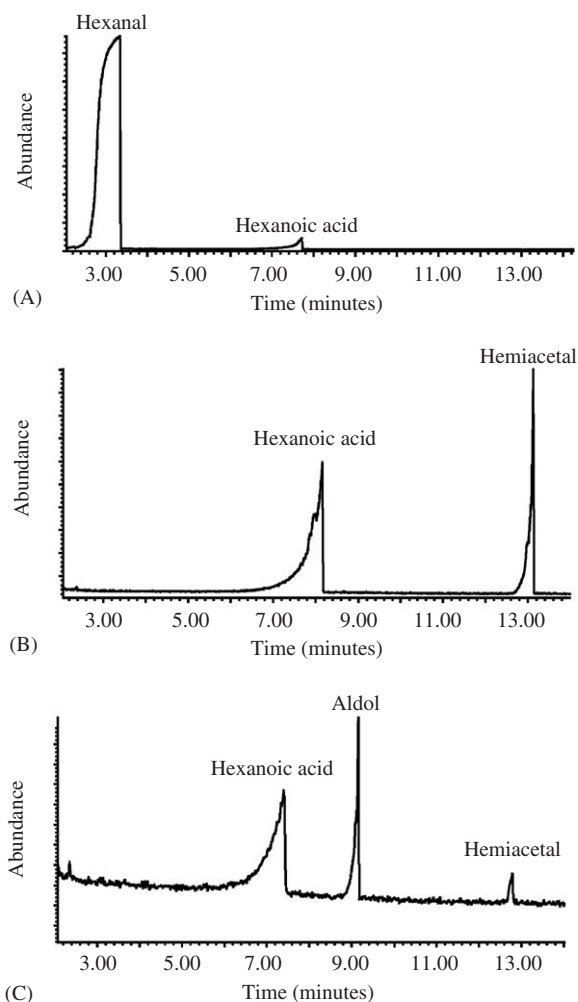 Hexanal
Abundance
Hexanoic acid
3.00 5.00 7.00 9.00 11.00 13.00
(A)
Time (minutes)
Hemiacetal
Hexanoic acid
Abundance
3.00 5.00 7.00 9.00 11.00 13.00
(B)
Time (minutes)
Aldol
Hexanoic acid
Abundance
Hemiacetal
3.00 5.00 7.00 9.00 11.00 13.00
(C)
Time (minutes)